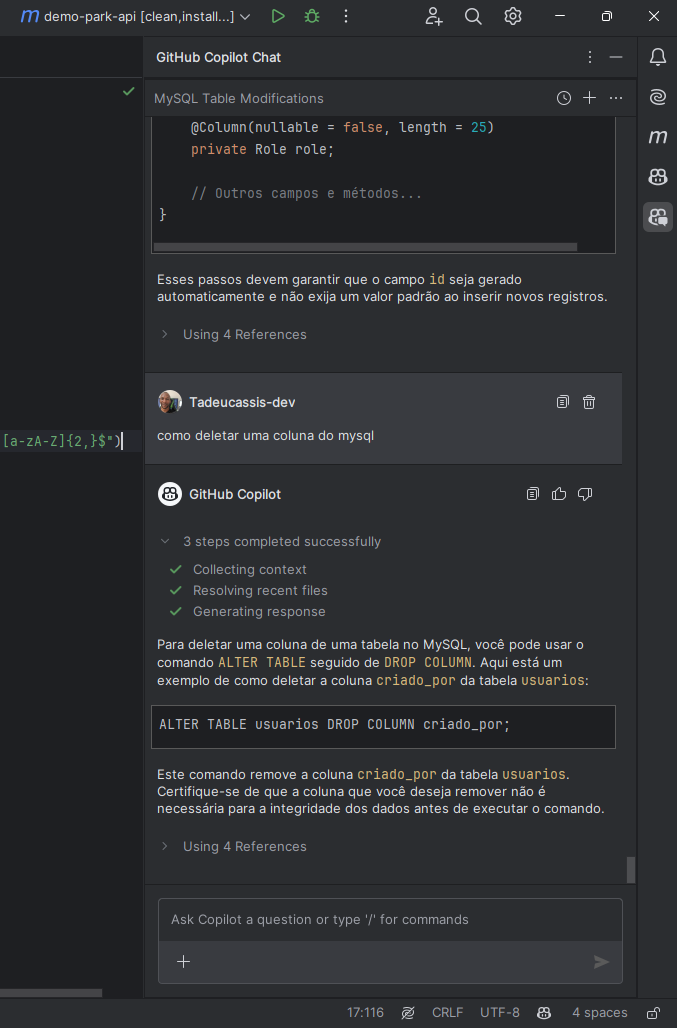 m demo-park-api [clean,install...]
GitHub Copilot Chat
MySQL Table Modifications
@Column(nullable = false, length = 25)
private Role role;
// Outros campos e métodos...
}
Esses passos devem garantir que o campo id seja gerado
automaticamente e não exija um valor padrão ao inserir novos registros.
Using 4 References
Tadeucassis-dev
como deletar uma coluna do mysql
[a-zA-Z]{2,}$")
GitHub Copilot
3 steps completed successfully
Collecting context
Resolving recent files
Generating response
Para deletar uma coluna de uma tabela no MySQL, você pode usar o
comando ALTER TABLE seguido de DROP COLUMN. Aqui está um
exemplo de como deletar a coluna criado_por da tabela usuarios:
ALTER TABLE usuarios DROP COLUMN criado_por;
Este comando remove a coluna criado_por da tabela usuarios.
Certifique-se de que a coluna que você deseja remover não é
necessária para a integridade dos dados antes de executar o comando.
Using 4 References
Ask Copilot a question or type '/' for commands
17:116 CRLF UTF-8 4 spaces
m